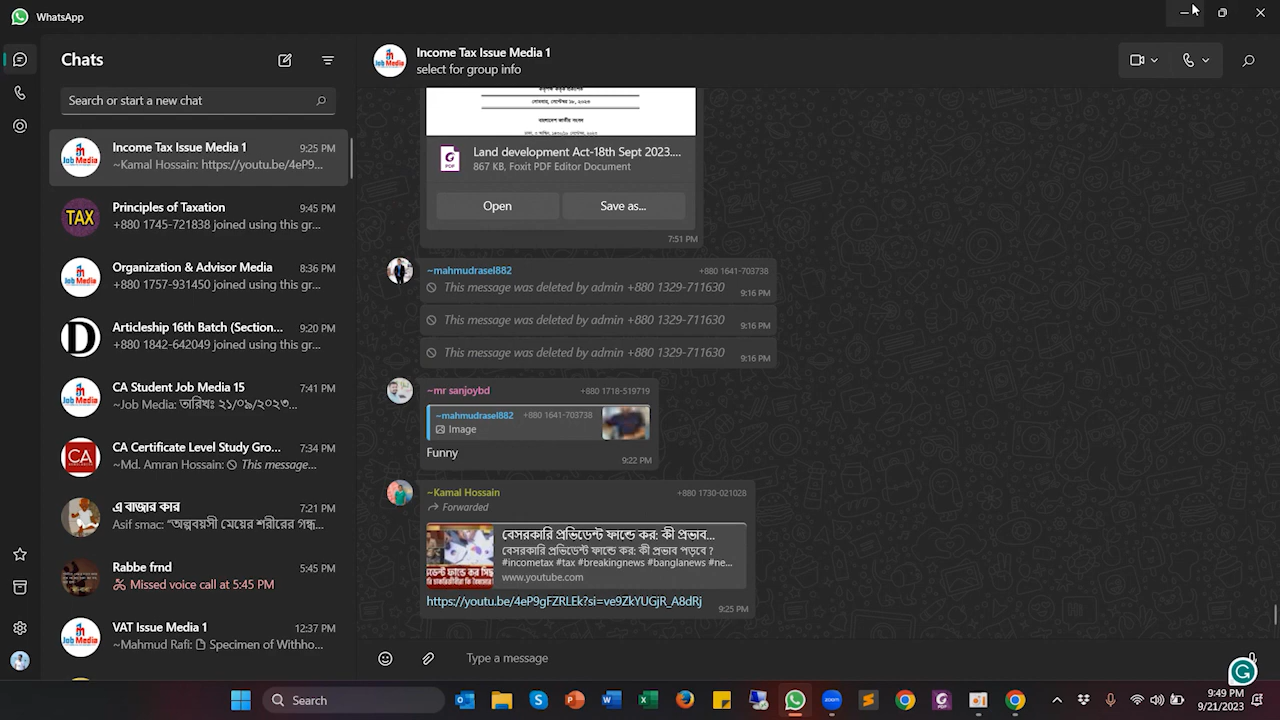 WhatsApp
Chats
Search or start a new chat
Income Tax Issue Media 1
9:25 PM
~Kamal Hossain: https://youtu.be/4eP9...
Principles of Taxation
9:45 PM
+880 1745-721838 joined using this gr...
Organization & Advisor Media
8:36 PM
+880 1795-331450 joined using this gr...
Articleship 16th Batch (Section...
9:20 PM
+880 1842-642049 joined using this gr...
CA Student Job Media 15
7:41 PM
~Job Media: তারিখঃ ২১/০৯/২০২৩...
CA Certificate Level Study Gro...
7:34 PM
~Md. Amran Hossain: This message...
এ বাজার কার
7:21 PM
Asif smac: "অল্পবয়সী মেয়ের শরীরের গন্ধ...
Rabbe frnd
5:45 PM
Missed voice call at 5:45 PM
VAT Issue Media 1
12:37 PM
~Mahmud Rafi: Specimen of Withho...
Income Tax Issue Media 1
select for group info
সোমবার, সেপ্টেম্বর ১৮, ২০২৩
বাংলাদেশ জাতীয় সংসদ
Land development Act-18th Sept 2023....
867 KB, Foxit PDF Editor Document
Open
Save as...
7:51 PM
~mahmudrasel882
+880 1641-703738
This message was deleted by admin +880 1329-711630
9:16 PM
This message was deleted by admin +880 1329-711630
9:16 PM
This message was deleted by admin +880 1329-711630
9:16 PM
~mr sanjoybd
+880 1718-519719
~mahmudrasel882
+880 1641-703738
Image
Funny
9:22 PM
~Kamal Hossain
+880 1730-021028
Forwarded
বেসরকারি প্রভিডেন্ট ফান্ডে কর: কী প্রভাব...
বেসরকারি প্রভিডেন্ট ফান্ডে কর: কী প্রভাব পড়বে ?
#incometax #tax #breakingnews #banglanews #ne...
www.youtube.com
https://youtu.be/4eP9gFZRLEk?si=ve9ZkYUGjR_A8dRj
9:25 PM
Type a message
Search
9:49 PM
9/21/2023